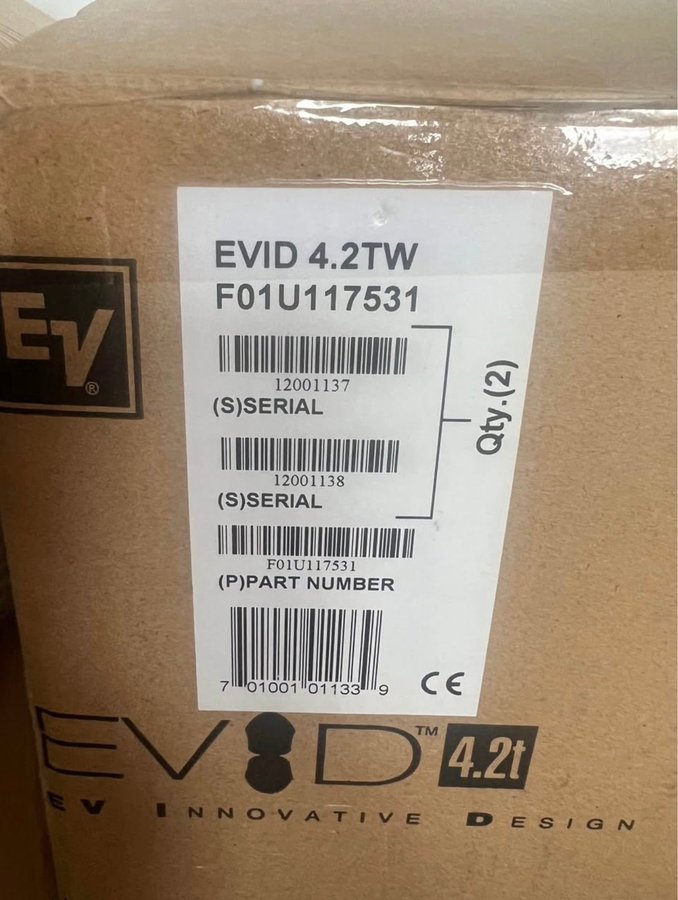 EVID 4.2TW
F01U117531
EV®
12001137
(S)SERIAL
12001138
(S)SERIAL
Qty.(2)
F01U117531
(P)PART NUMBER
7 01001 01133 9
CE
EVID™ 4.2t
EV INNOVATIVE DESIGN